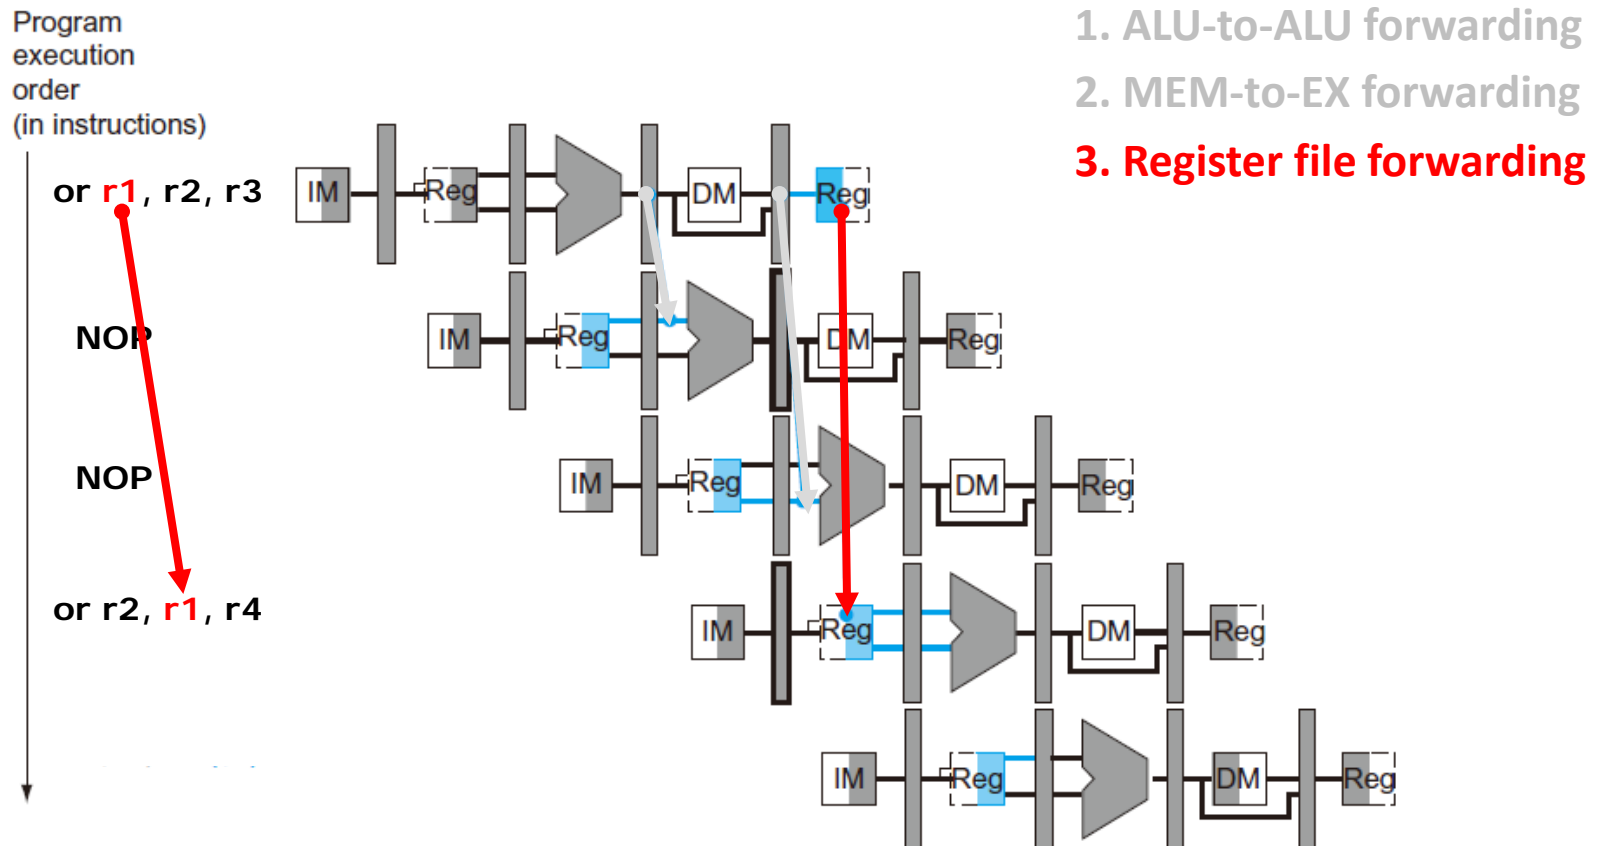 Program
execution
order
(in instructions)
1. ALU-to-ALU forwarding
2. MEM-to-EX forwarding
3. Register file forwarding
or r1, r2, r3
IM
Reg
DM
Reg
NOP
IM
Reg
DM
Reg
NOP
IM
Reg
DM
Reg
or r2, r1, r4
IM
Reg
DM
Reg
IM
Reg
DM
Reg